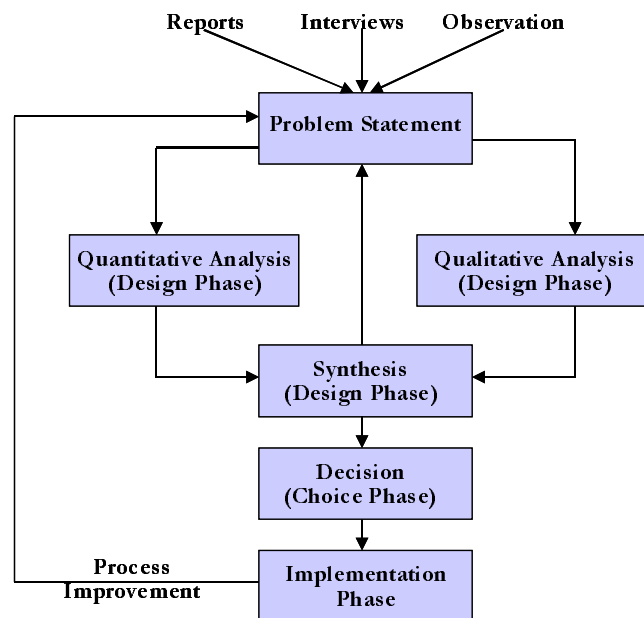 Reports Interviews Observation
Problem Statement
Quantitative Analysis
(Design Phase)
Qualitative Analysis
(Design Phase)
Synthesis
(Design Phase)
Decision
(Choice Phase)
Process
Improvement
Implementation
Phase